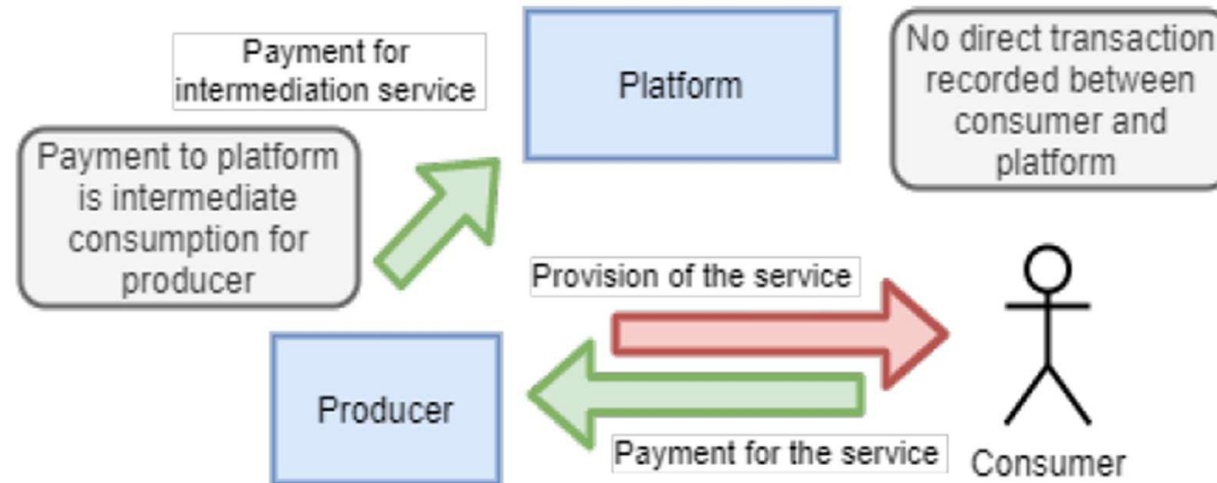 Payment for
intermediation service
Platform
No direct transaction
recorded between
consumer and
platform
Payment to platform
is intermediate
consumption for
producer
Provision of the service
Producer
Payment for the service
Consumer